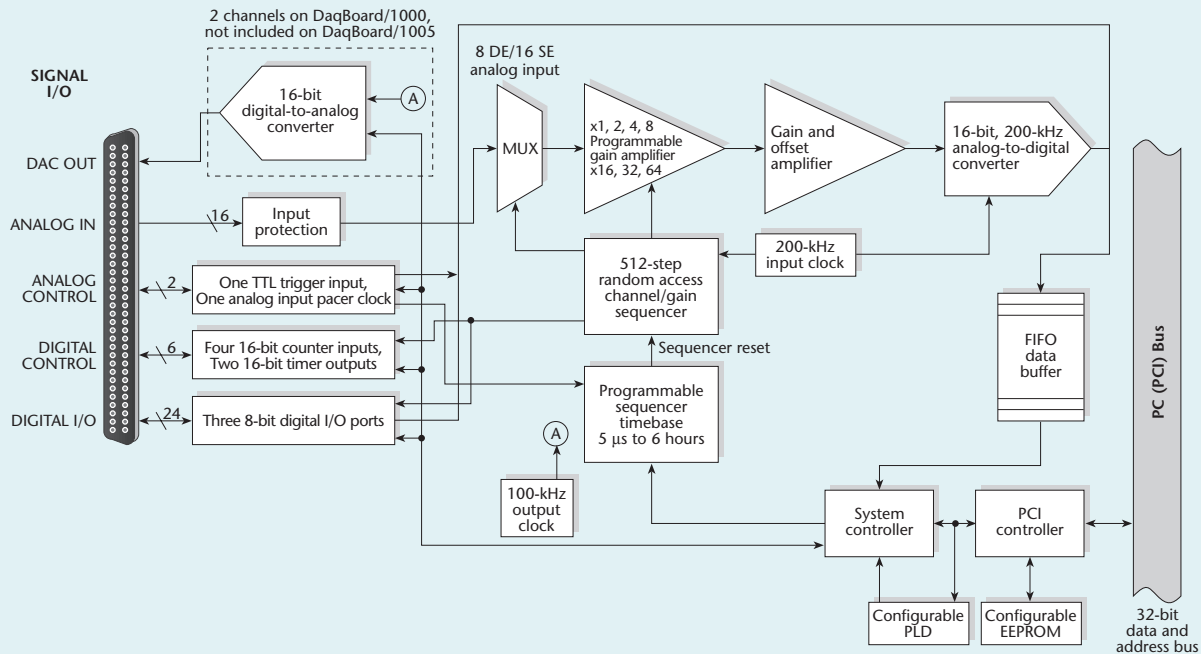 2 channels on DaqBoard/1000,
not included on DaqBoard/1005
SIGNAL
I/O
16-bit
digital-to-analog
converter
A
8 DE/16 SE
analog input
MUX
x1, 2, 4, 8
Programmable
gain amplifier
x16, 32, 64
Gain and
offset
amplifier
16-bit, 200-kHz
analog-to-digital
converter
DAC OUT
ANALOG IN
16
Input
protection
200-kHz
input clock
512-step
random access
channel/gain
sequencer
ANALOG
CONTROL
2
One TTL trigger input,
One analog input pacer clock
FIFO
data
buffer
PC (PCI) Bus
DIGITAL
CONTROL
6
Four 16-bit counter inputs,
Two 16-bit timer outputs
Sequencer reset
Programmable
sequencer
timebase
5 µs to 6 hours
DIGITAL I/O
24
Three 8-bit digital I/O ports
A
100-kHz
output
clock
System
controller
PCI
controller
Configurable
PLD
Configurable
EEPROM
32-bit
data and
address bus